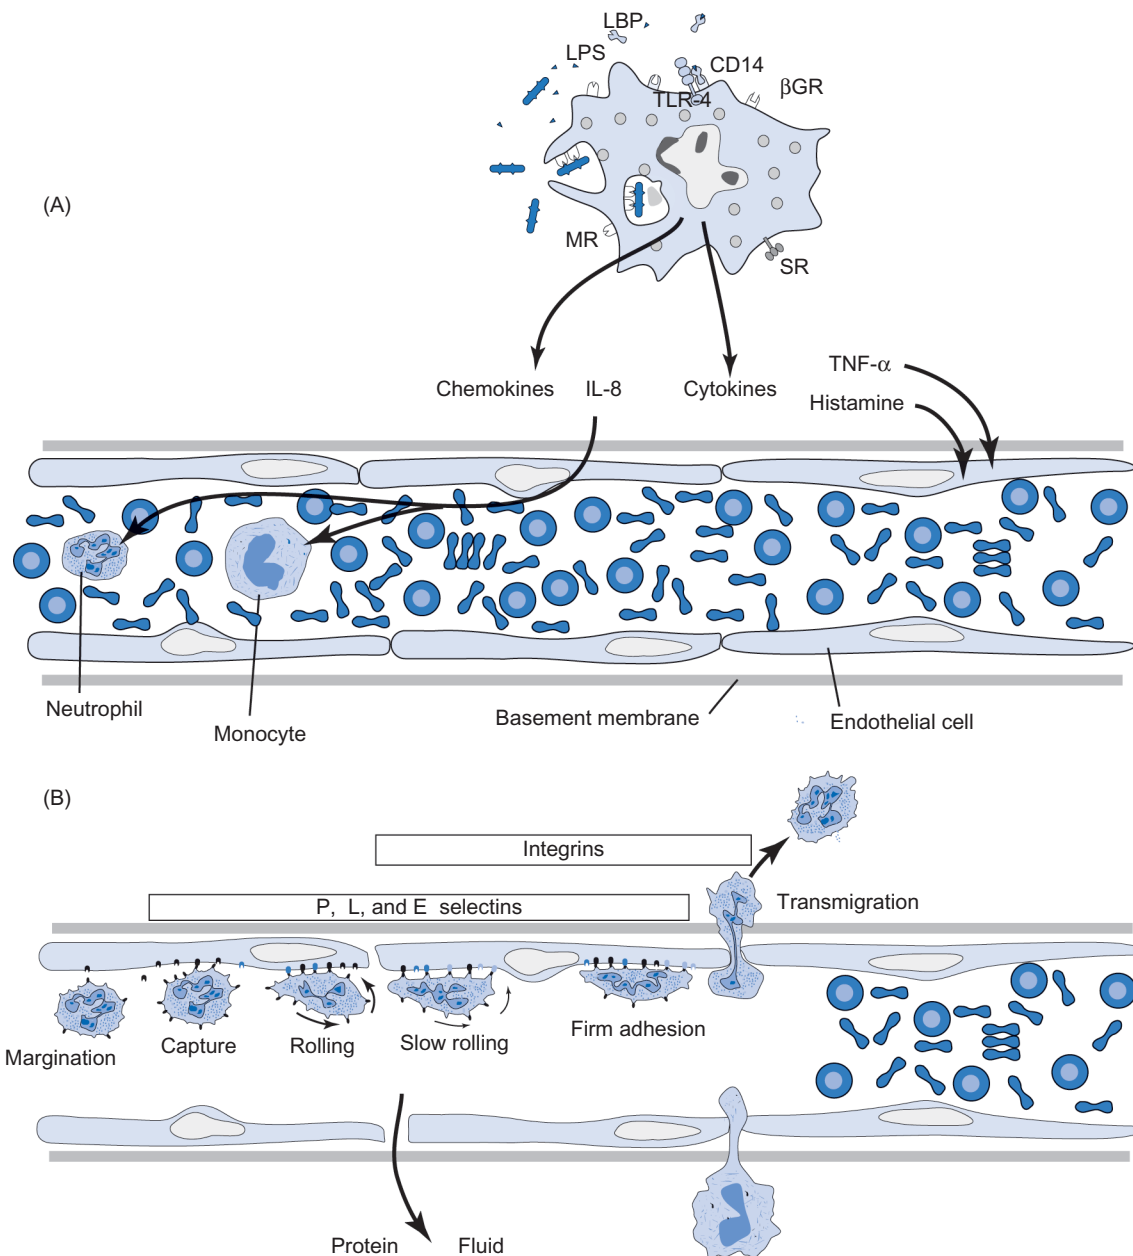 LBP
LPS
CD14
βGR
TLR-4
(A)
MR
SR
TNF-α
Chemokines IL-8 Cytokines
Histamine
Neutrophil
Monocyte
Basement membrane
Endothelial cell
(B)
Integrins
P, L, and E selectins
Transmigration
Margination
Capture
Rolling
Slow rolling
Firm adhesion
Protein Fluid